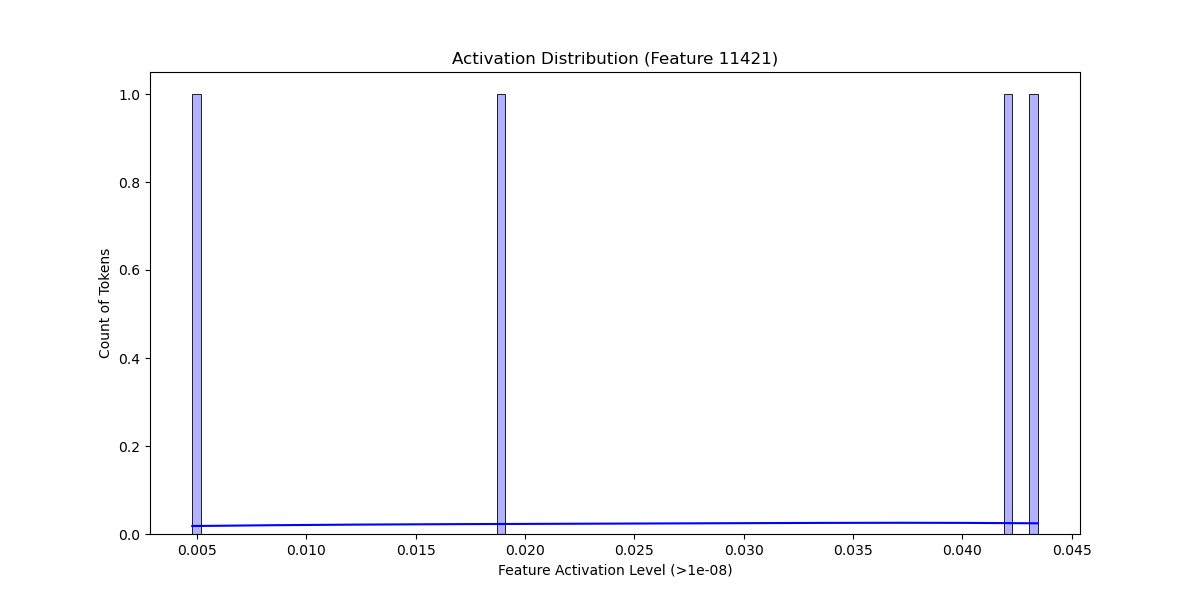 Activation Distribution (Feature 11421)
1.0
0.8
0.6
0.4
0.2
0.0
Count of Tokens
0.005 0.010 0.015 0.020 0.025 0.030 0.035 0.040 0.045
Feature Activation Level (>1e-08)